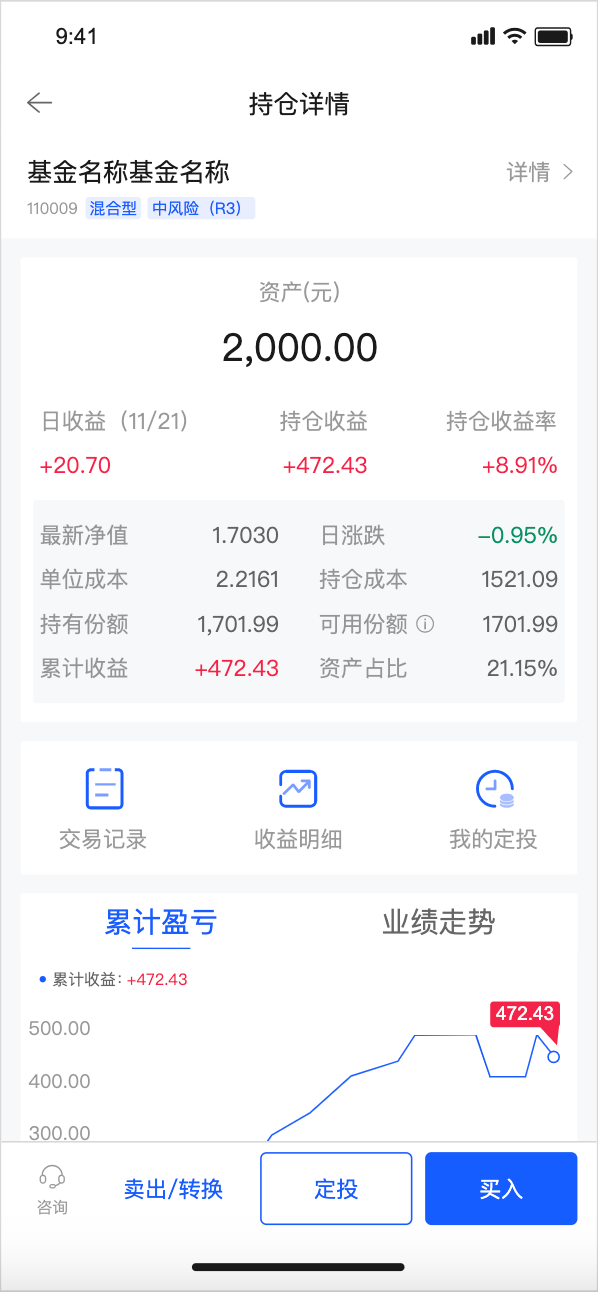 9:41
持仓详情
基金名称基金名称 详情
110009 混合型 中风险（R3）
资产(元)
2,000.00
日收益（11/21） 持仓收益 持仓收益率
+20.70 +472.43 +8.91%
最新净值 1.7030 日涨跌 −0.95%
单位成本 2.2161 持仓成本 1521.09
持有份额 1,701.99 可用份额 1701.99
累计收益 +472.43 资产占比 21.15%
交易记录 收益明细 我的定投
累计盈亏 业绩走势
累计收益: +472.43
472.43
500.00
400.00
300.00
咨询 卖出/转换 定投 买入